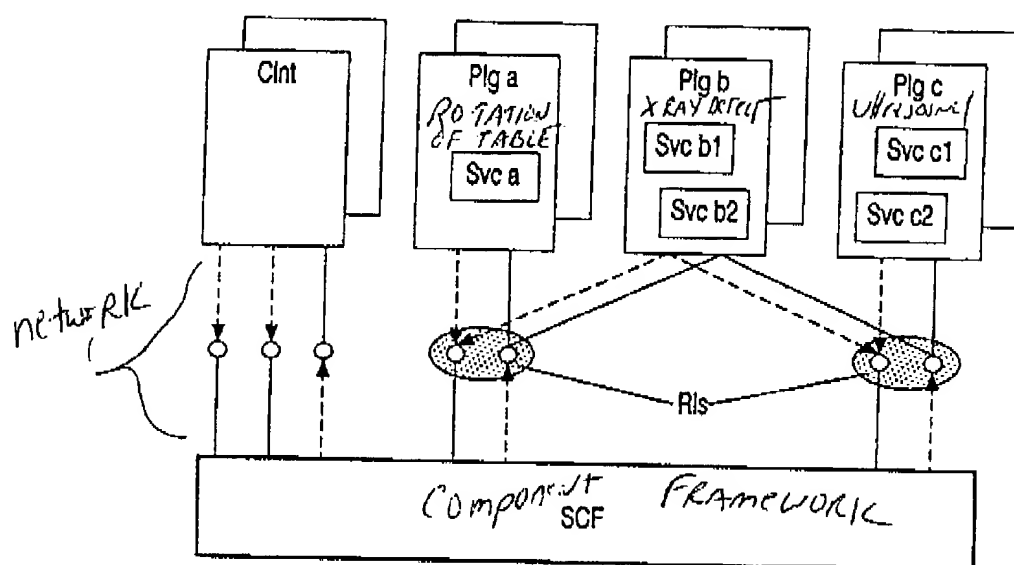 Clnt
Plg a
ROTATION
OF TABLE
Svc a
Plg b
XRAY DETECT
Svc b1
Svc b2
Plg c
Svc c1
Svc c2
network
RIs
Component FRAMEWORK
SCF